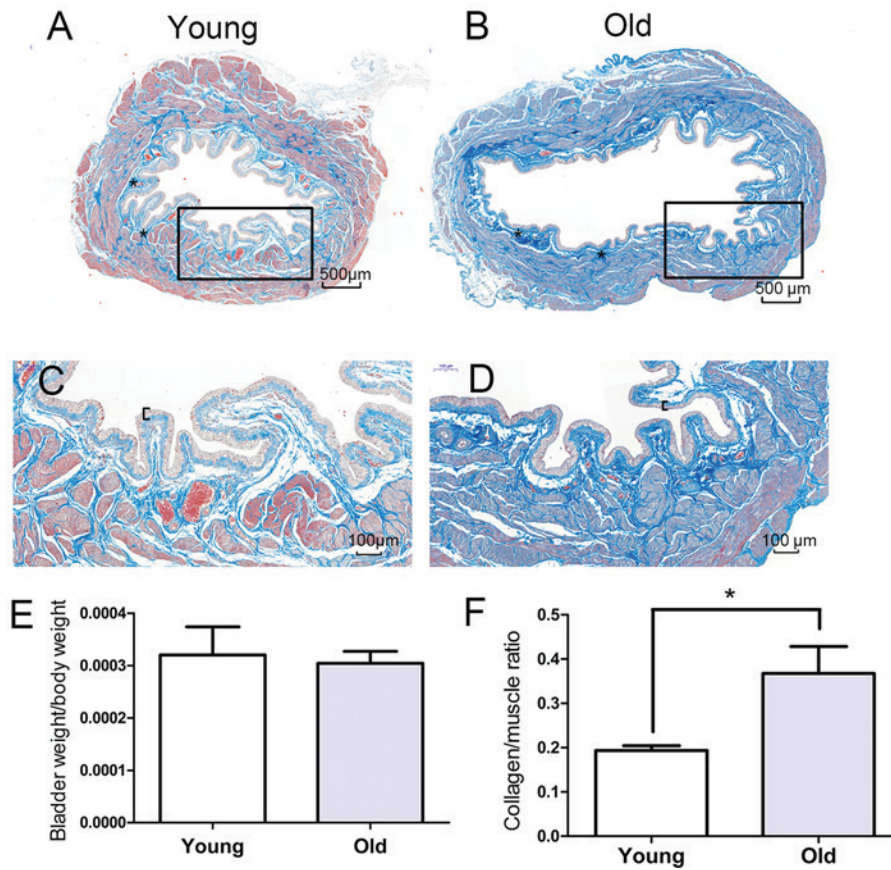 A Young
B Old
*
*
*
*
500µm
500 µm
C
D
100 µm
100µm
100 µm
E
Bladder weight/body weight
0.0004
0.0003
0.0002
0.0001
0.0000
Young
Old
F
Collagen/muscle ratio
*
0.5
0.4
0.3
0.2
0.1
0.0
Young
Old